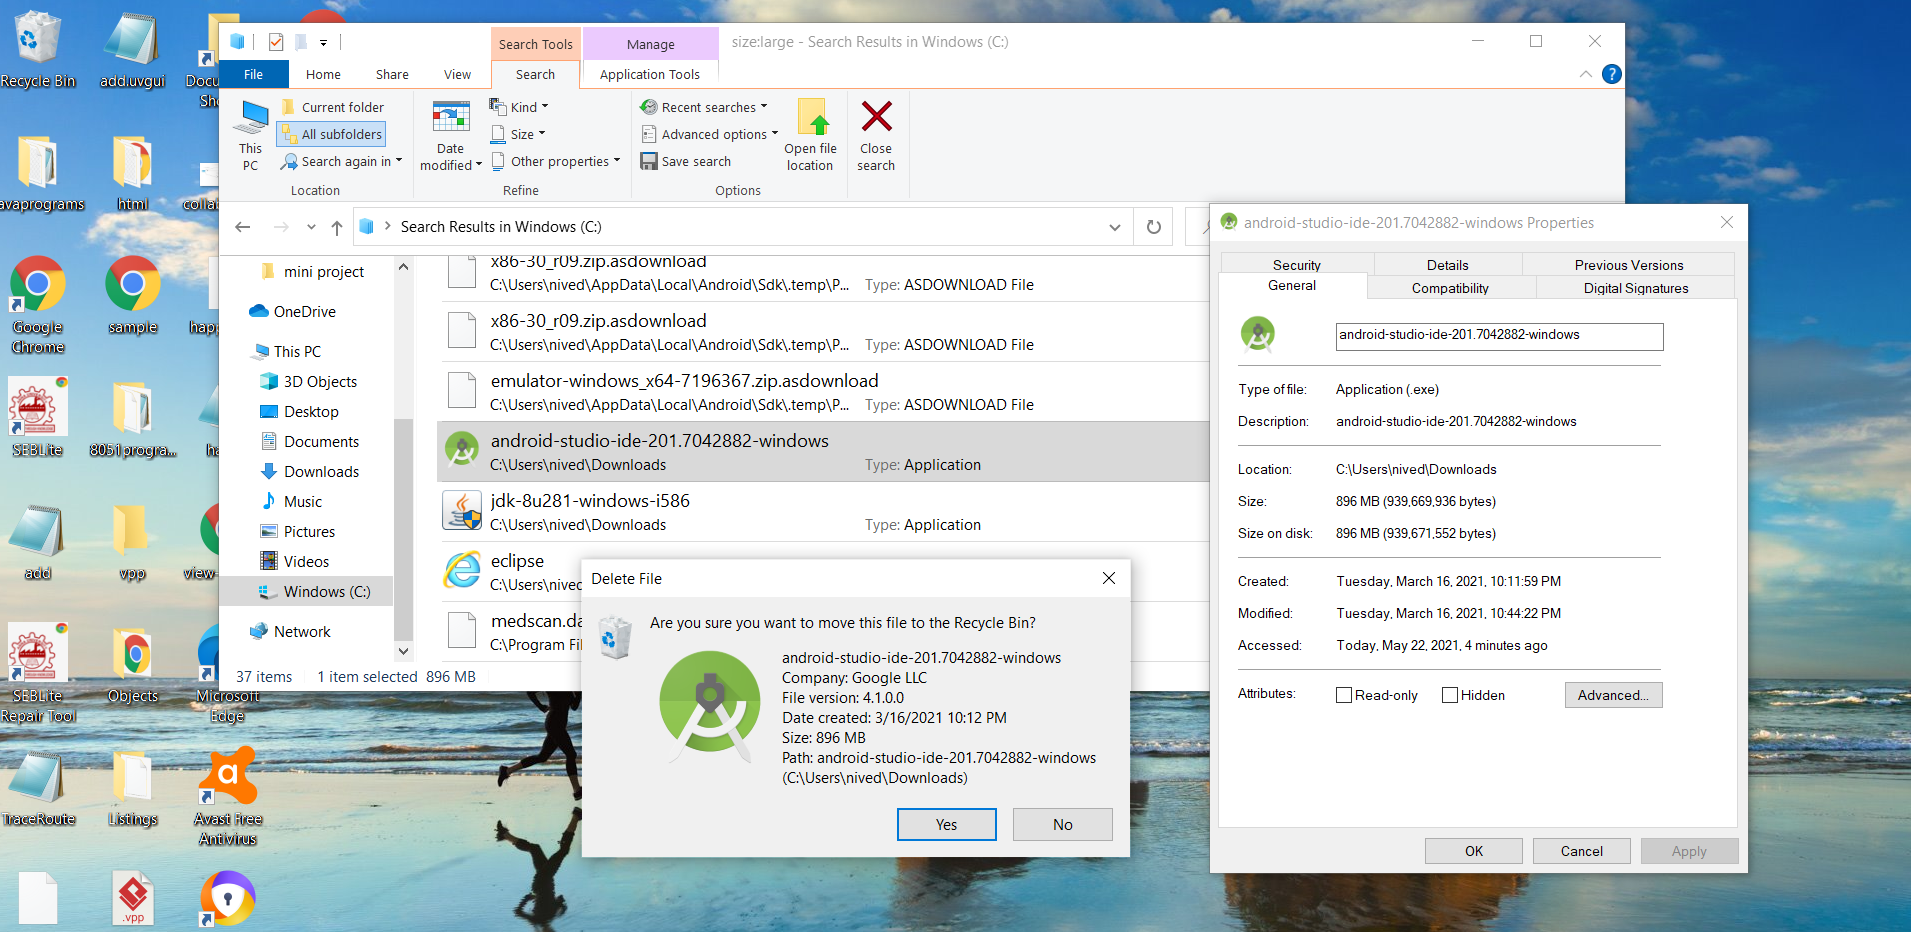 Recycle Bin
add.uvgui
Docu
Sho
avaprograms
html
colla
Google
Chrome
sample
hap
SEBLite
8051progra...
ha
add
vpp
view-
SEBLite
Repair Tool
Objects
Microsoft
Edge
TraceRoute
Listings
Avast Free
Antivirus
.vpp
Search Tools
Manage
size:large - Search Results in Windows (C:)
File
Home
Share
View
Search
Application Tools
This
PC
Current folder
All subfolders
Search again in
Location
Date
modified
Kind
Size
Other properties
Refine
Recent searches
Advanced options
Save search
Options
Open file
location
Close
search
Search Results in Windows (C:)
mini project
OneDrive
This PC
3D Objects
Desktop
Documents
Downloads
Music
Pictures
Videos
Windows (C:)
Network
x86-30_r09.zip.asdownload
C:\Users\nived\AppData\Local\Android\Sdk\.temp\P... Type: ASDOWNLOAD File
x86-30_r09.zip.asdownload
C:\Users\nived\AppData\Local\Android\Sdk\.temp\P... Type: ASDOWNLOAD File
emulator-windows_x64-7196367.zip.asdownload
C:\Users\nived\AppData\Local\Android\Sdk\.temp\P... Type: ASDOWNLOAD File
android-studio-ide-201.7042882-windows
C:\Users\nived\Downloads Type: Application
jdk-8u281-windows-i586
C:\Users\nived\Downloads Type: Application
eclipse
C:\Users\nived
medscan.da
C:\Program Fil
37 items 1 item selected 896 MB
Delete File
Are you sure you want to move this file to the Recycle Bin?
android-studio-ide-201.7042882-windows
Company: Google LLC
File version: 4.1.0.0
Date created: 3/16/2021 10:12 PM
Size: 896 MB
Path: android-studio-ide-201.7042882-windows
(C:\Users\nived\Downloads)
Yes
No
android-studio-ide-201.7042882-windows Properties
Security
Details
Previous Versions
General
Compatibility
Digital Signatures
android-studio-ide-201.7042882-windows
Type of file: Application (.exe)
Description: android-studio-ide-201.7042882-windows
Location: C:\Users\nived\Downloads
Size: 896 MB (939,669,936 bytes)
Size on disk: 896 MB (939,671,552 bytes)
Created: Tuesday, March 16, 2021, 10:11:59 PM
Modified: Tuesday, March 16, 2021, 10:44:22 PM
Accessed: Today, May 22, 2021, 4 minutes ago
Attributes: Read-only Hidden Advanced...
OK
Cancel
Apply